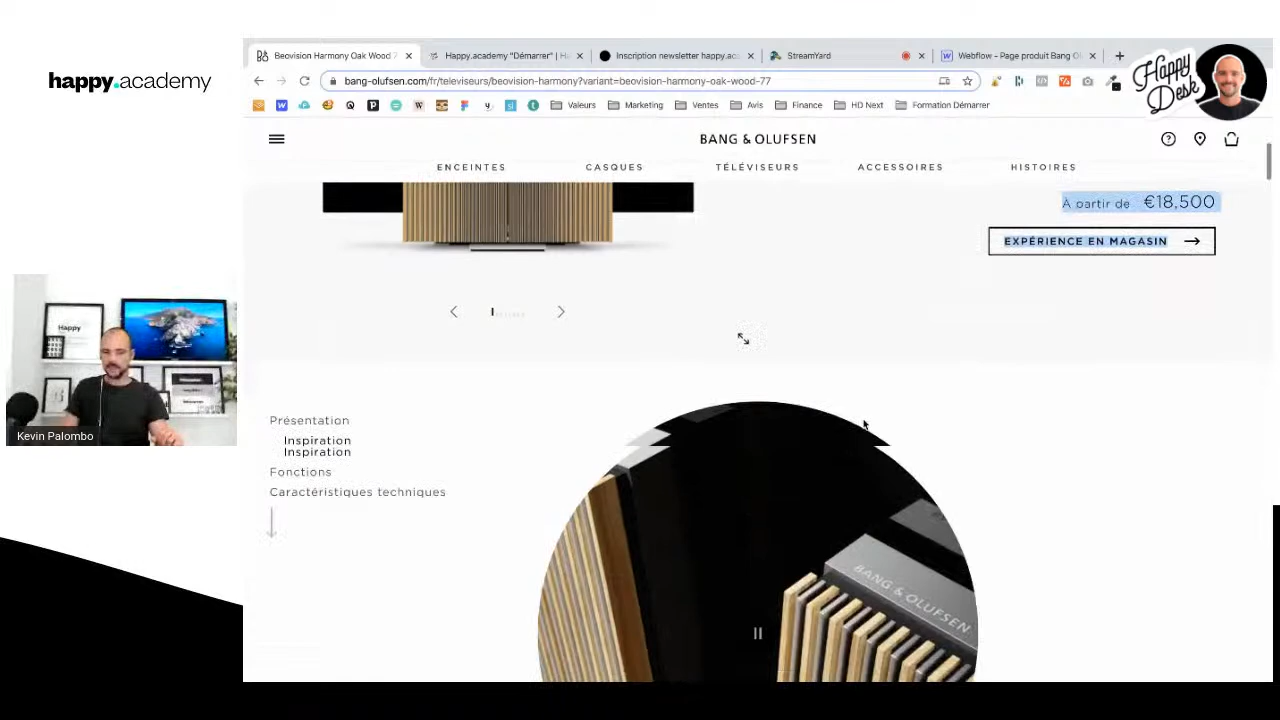 happy.academy
Beovision Harmony Oak Wood 7
Happy.academy "Démarrer" | H
Inscription newsletter happy.ac
StreamYard
Webflow - Page produit Bang O
bang-olufsen.com/fr/televiseurs/beovision-harmony?variant=beovision-harmony-oak-wood-77
Valeurs
Marketing
Ventes
Avis
Finance
HD Next
Formation Démarrer
Happy
Desk
BANG & OLUFSEN
ENCEINTES
CASQUES
TÉLÉVISEURS
ACCESSOIRES
HISTOIRES
À partir de €18,500
EXPÉRIENCE EN MAGASIN
Présentation
Inspiration
Inspiration
Fonctions
Caractéristiques techniques
BANG & OLUFSEN
Happy
Kevin Palombo